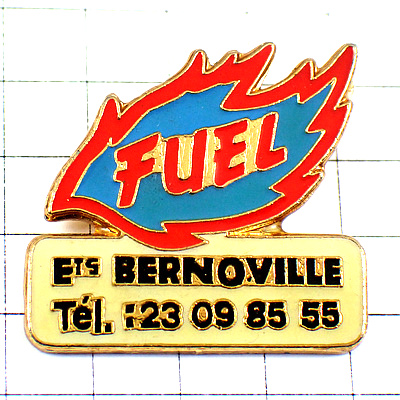 FUEL
Ets BERNOVILLE
Tél. :23 09 85 55